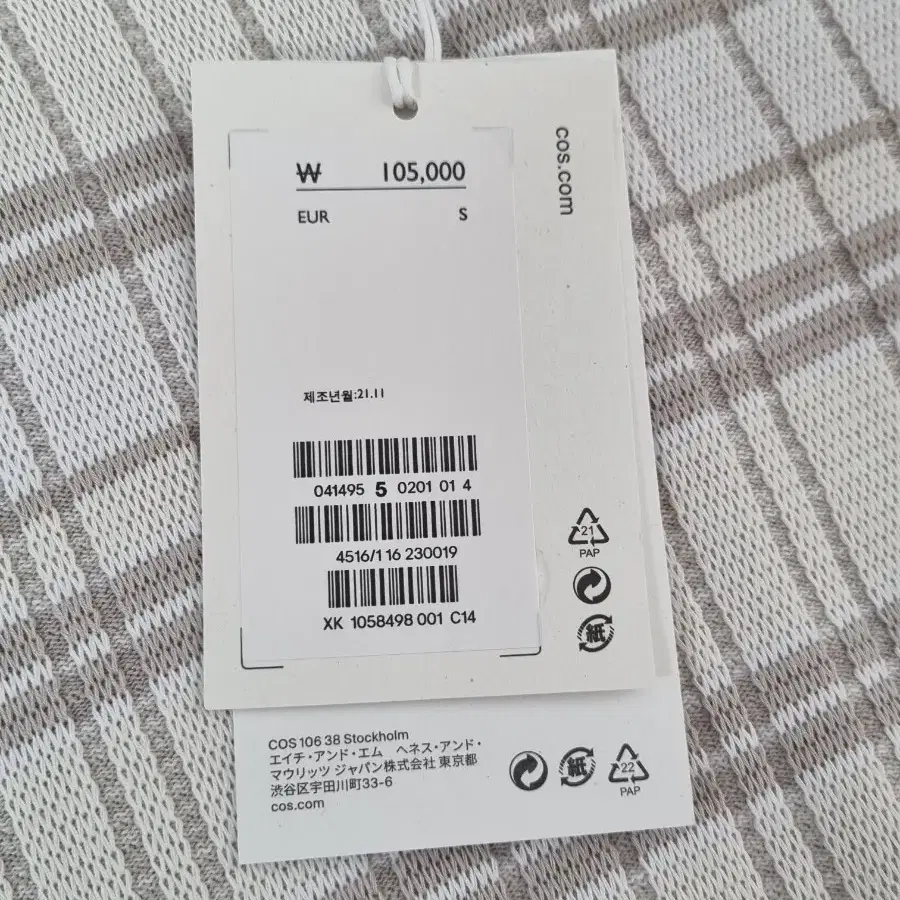 ₩ 105,000
EUR S
제조년월:21.11
041495 5 0201 01 4
4516/1 16 230019
XK 1058498 001 C14
cos.com
21
PAP
紙
COS 106 38 Stockholm
エイチ・アンド・エム ヘネス・アンド・
マウリッツ ジャパン株式会社 東京都
渋谷区宇田川町33-6
cos.com
紙
22
PAP